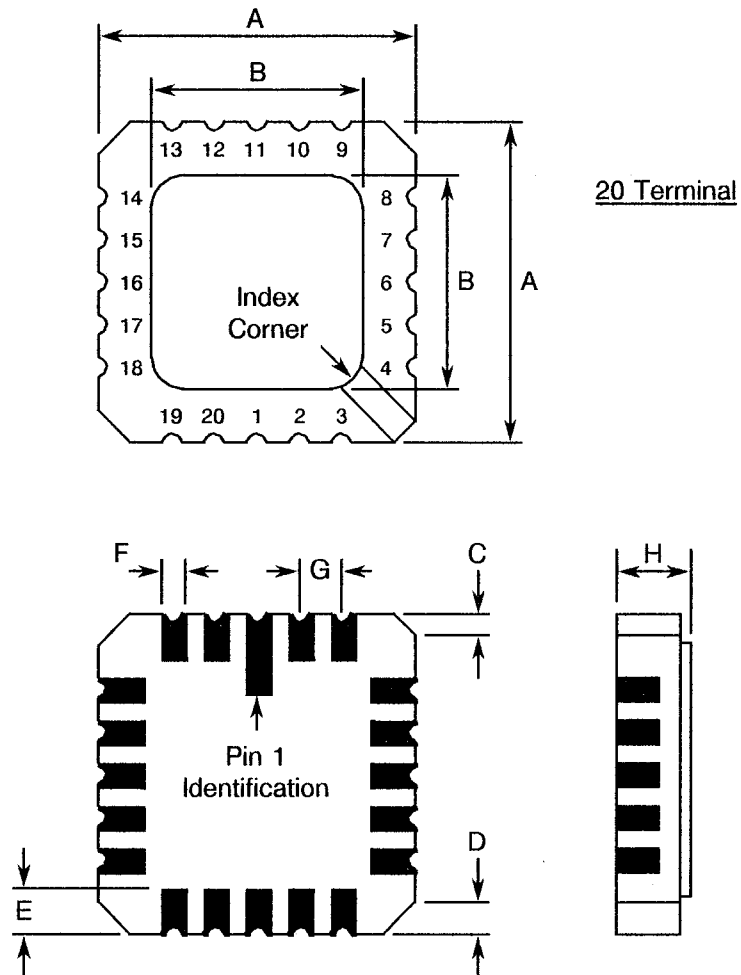 A
B
13 12 11 10 9
20 Terminal
14 8
15 7
16 6
17 5
18 4
Index
Corner
B
A
19 20 1 2 3
F
G
C
H
Pin 1
Identification
D
E